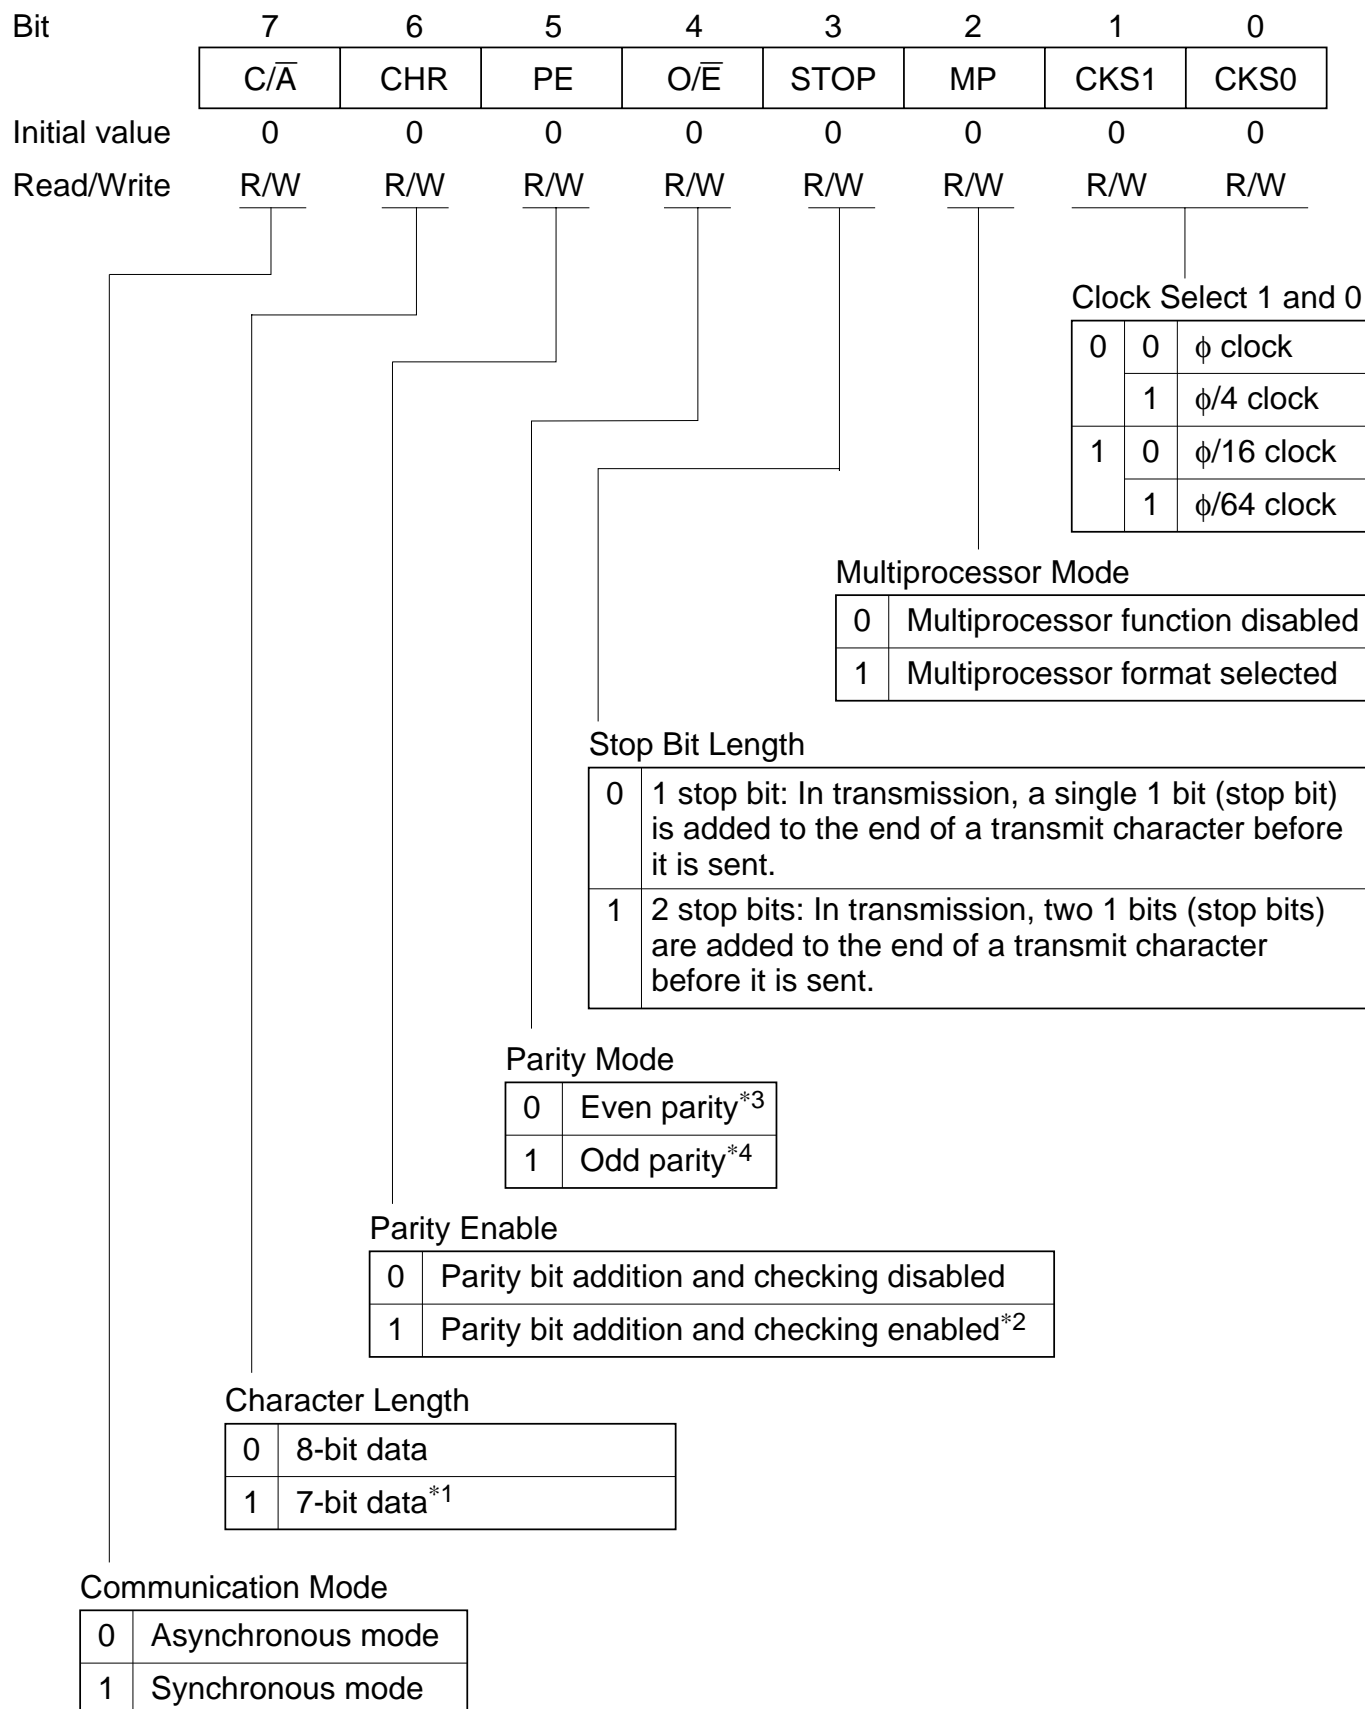 Bit 7 6 5 4 3 2 1 0
C/A̅ CHR PE O/E̅ STOP MP CKS1 CKS0
Initial value 0 0 0 0 0 0 0 0
Read/Write R/W R/W R/W R/W R/W R/W R/W R/W
Clock Select 1 and 0
0 0 ϕ clock
1 ϕ/4 clock
1 0 ϕ/16 clock
1 ϕ/64 clock
Multiprocessor Mode
0 Multiprocessor function disabled
1 Multiprocessor format selected
Stop Bit Length
0 1 stop bit: In transmission, a single 1 bit (stop bit)
is added to the end of a transmit character before
it is sent.
1 2 stop bits: In transmission, two 1 bits (stop bits)
are added to the end of a transmit character
before it is sent.
Parity Mode
0 Even parity*3
1 Odd parity*4
Parity Enable
0 Parity bit addition and checking disabled
1 Parity bit addition and checking enabled*2
Character Length
0 8-bit data
1 7-bit data*1
Communication Mode
0 Asynchronous mode
1 Synchronous mode